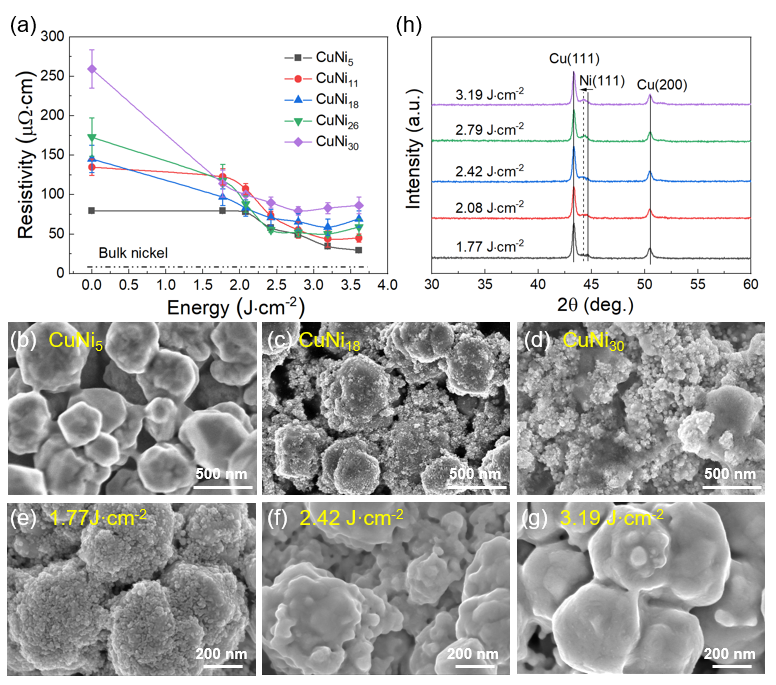 (a)
300
250
200
150
100
50
0
Resistivity (μΩ·cm)
CuNi₅
CuNi₁₁
CuNi₁₈
CuNi₂₆
CuNi₃₀
Bulk nickel
0.0 0.5 1.0 1.5 2.0 2.5 3.0 3.5 4.0
Energy (J·cm⁻²)
(h)
Intensity (a.u.)
Cu(111)
Ni(111)
Cu(200)
3.19 J·cm⁻²
2.79 J·cm⁻²
2.42 J·cm⁻²
2.08 J·cm⁻²
1.77 J·cm⁻²
30 35 40 45 50 55 60
2θ (deg.)
(b) CuNi₅
500 nm
(c) CuNi₁₈
500 nm
(d) CuNi₃₀
500 nm
(e) 1.77J·cm⁻²
200 nm
(f) 2.42 J·cm⁻²
200 nm
(g) 3.19 J·cm⁻²
200 nm